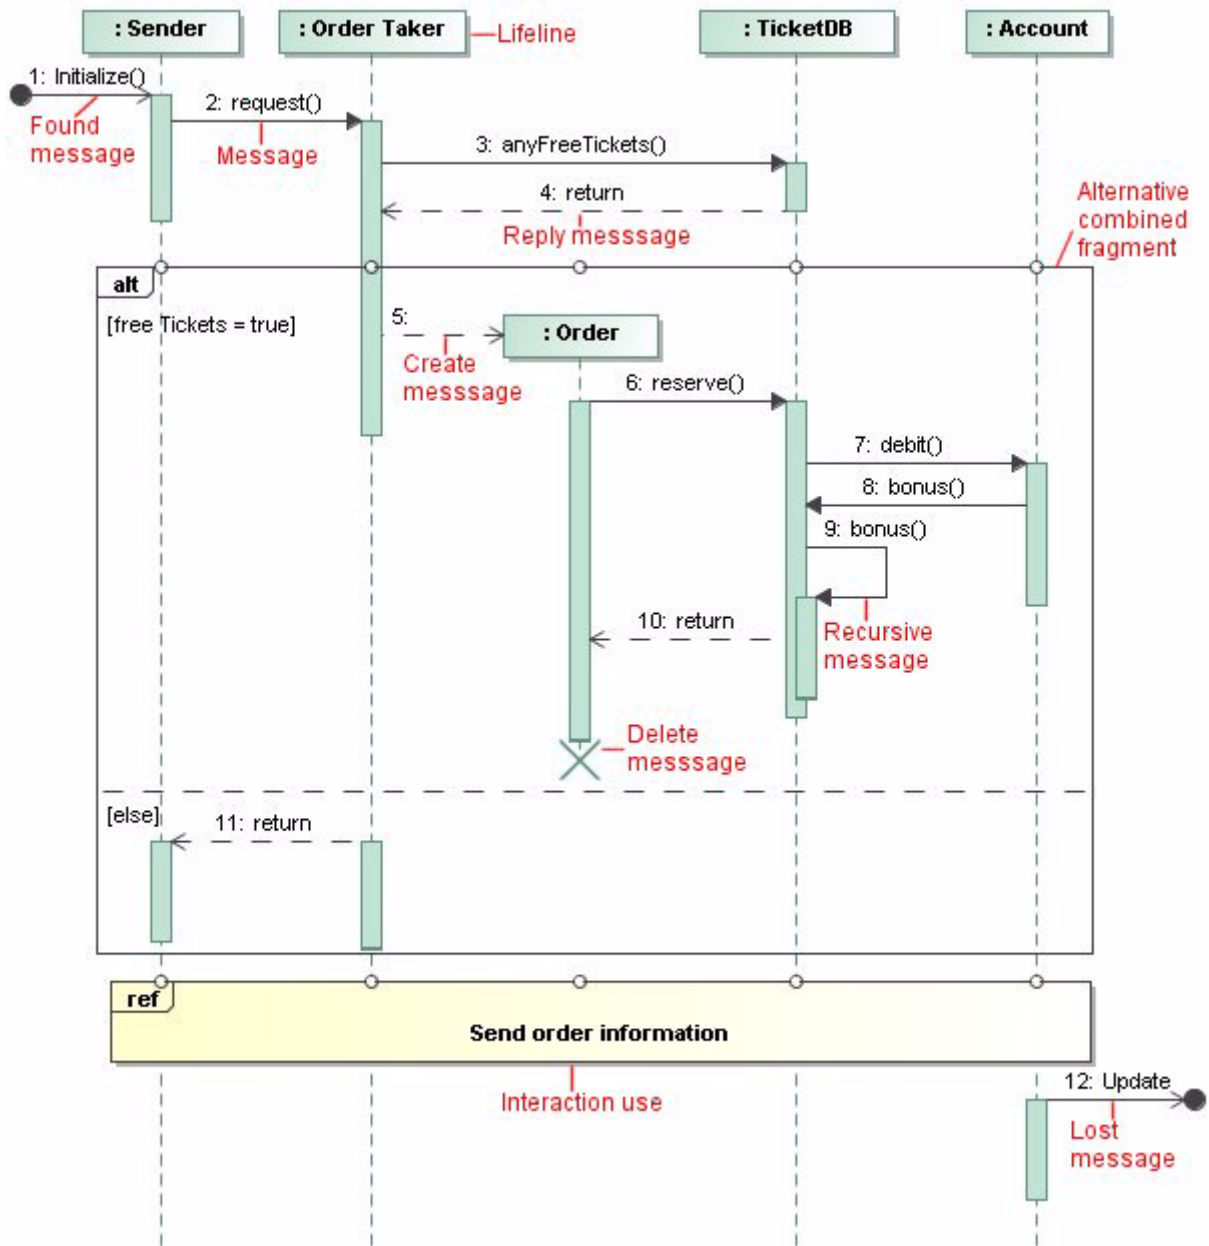 : Sender
: Order Taker
Lifeline
: TicketDB
: Account
1: Initialize()
Found
message
2: request()
Message
3: anyFreeTickets()
4: return
Reply messsage
Alternative
combined
fragment
alt
[free Tickets = true]
5:
: Order
Create
messsage
6: reserve()
7: debit()
8: bonus()
9: bonus()
10: return
Recursive
message
Delete
messsage
[else]
11: return
ref
Send order information
Interaction use
12: Update
Lost
message